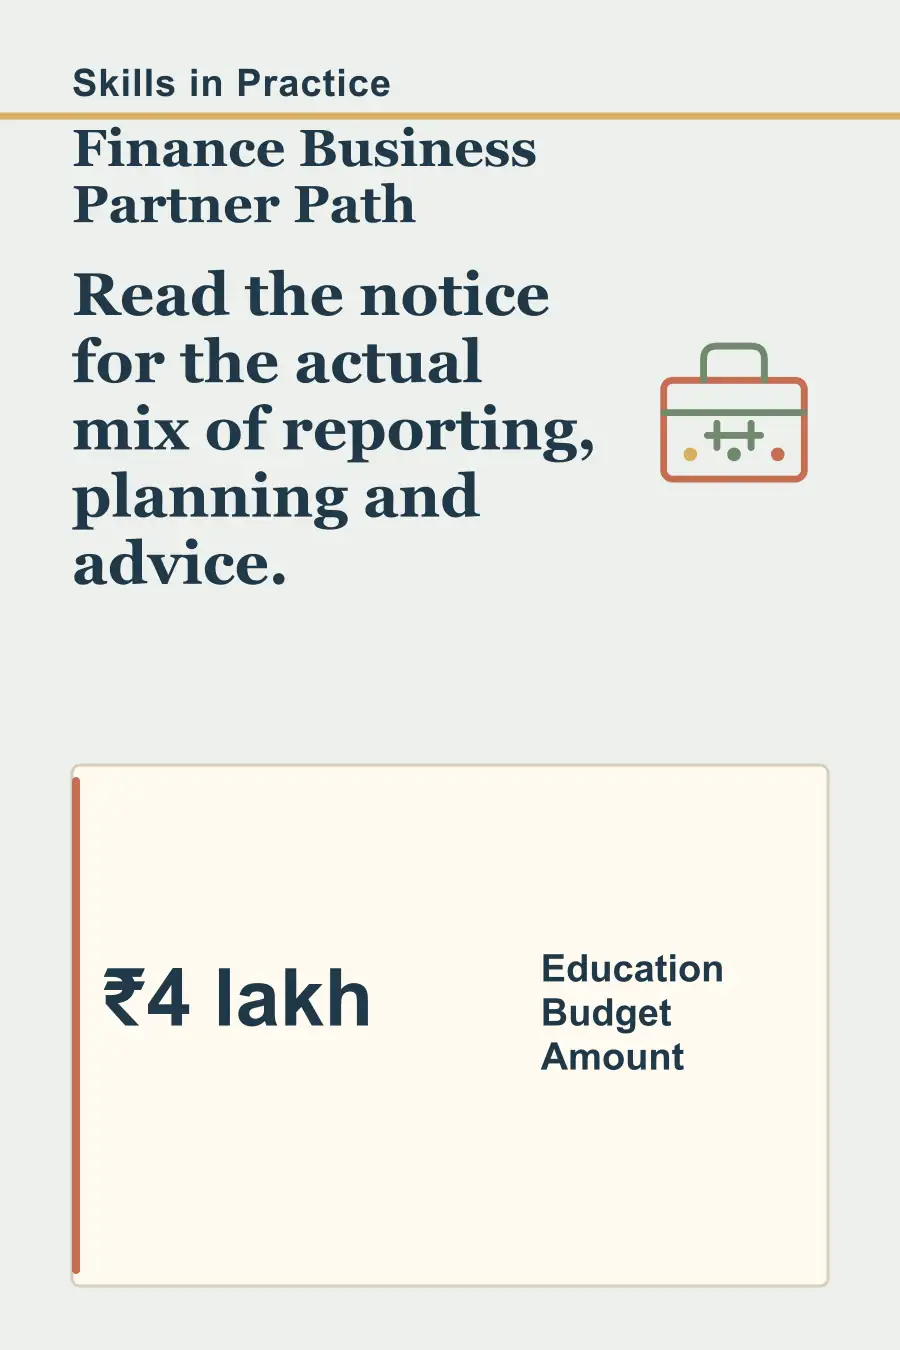 Skills in Practice
Finance Business
Partner Path
Read the notice
for the actual
mix of reporting,
planning and
advice.
₹4 lakh
Education
Budget
Amount